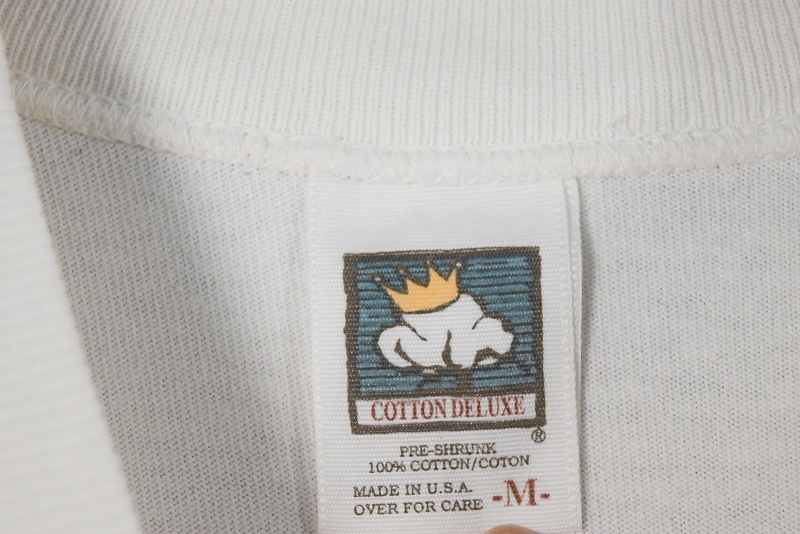 COTTON DELUXE
®
PRE-SHRUNK
100% COTTON/COTON
MADE IN U.S.A.
OVER FOR CARE -M-